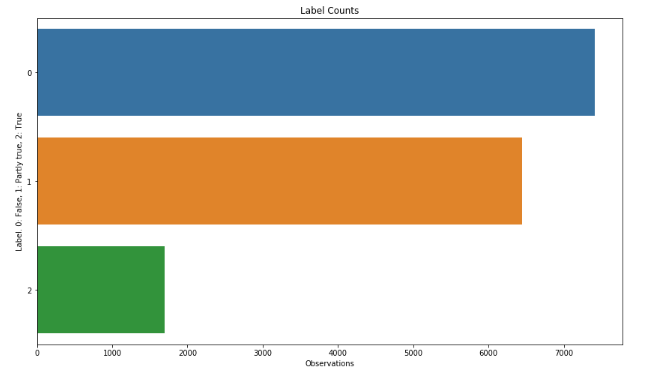 Label Counts
Label. 0: False, 1: Partly true, 2: True
0
1
2
0 1000 2000 3000 4000 5000 6000 7000
Observations